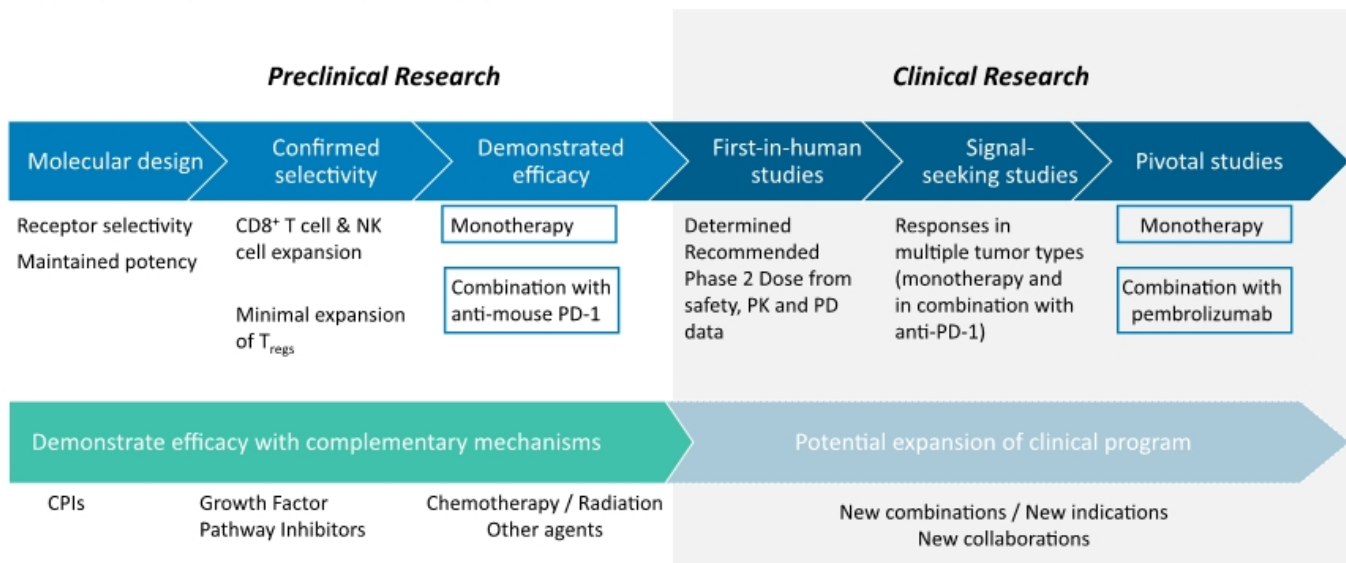 Preclinical Research
Clinical Research
Molecular design
Confirmed
selectivity
Demonstrated
efficacy
First-in-human
studies
Signal-
seeking studies
Pivotal studies
Receptor selectivity
Maintained potency
CD8⁺ T cell & NK
cell expansion
Minimal expansion
of Tregs
Monotherapy
Combination with
anti-mouse PD-1
Determined
Recommended
Phase 2 Dose from
safety, PK and PD
data
Responses in
multiple tumor types
(monotherapy and
in combination with
anti-PD-1)
Monotherapy
Combination with
pembrolizumab
Demonstrate efficacy with complementary mechanisms
Potential expansion of clinical program
CPIs
Growth Factor
Pathway Inhibitors
Chemotherapy / Radiation
Other agents
New combinations / New indications
New collaborations